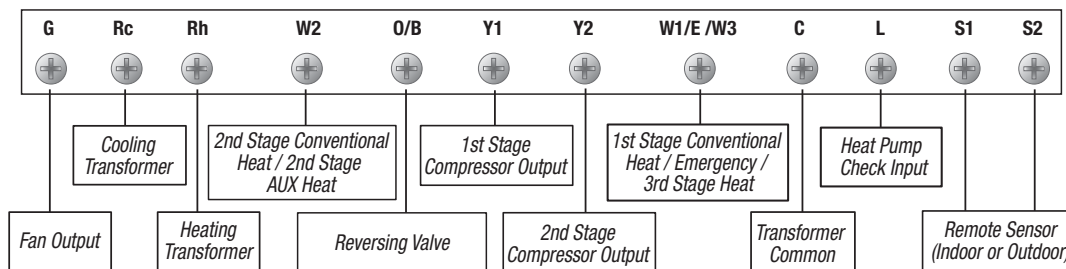 G Rc Rh W2 O/B Y1 Y2 W1/E /W3 C L S1 S2
Cooling
Transformer
2nd Stage Conventional
Heat / 2nd Stage
AUX Heat
1st Stage
Compressor Output
1st Stage Conventional
Heat / Emergency /
3rd Stage Heat
Heat Pump
Check Input
Fan Output
Heating
Transformer
Reversing Valve
2nd Stage
Compressor Output
Transformer
Common
Remote Sensor
(Indoor or Outdoor)